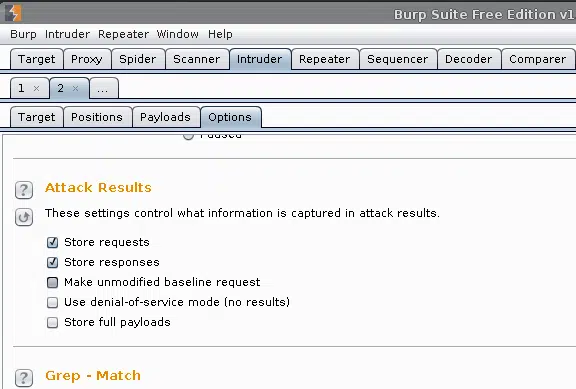 Burp Suite Free Edition v1
Burp Intruder Repeater Window Help
Target Proxy Spider Scanner Intruder Repeater Sequencer Decoder Comparer
1 × 2 × ...
Target Positions Payloads Options
Paused
? Attack Results
These settings control what information is captured in attack results.
Store requests
Store responses
Make unmodified baseline request
Use denial-of-service mode (no results)
Store full payloads
? Grep - Match